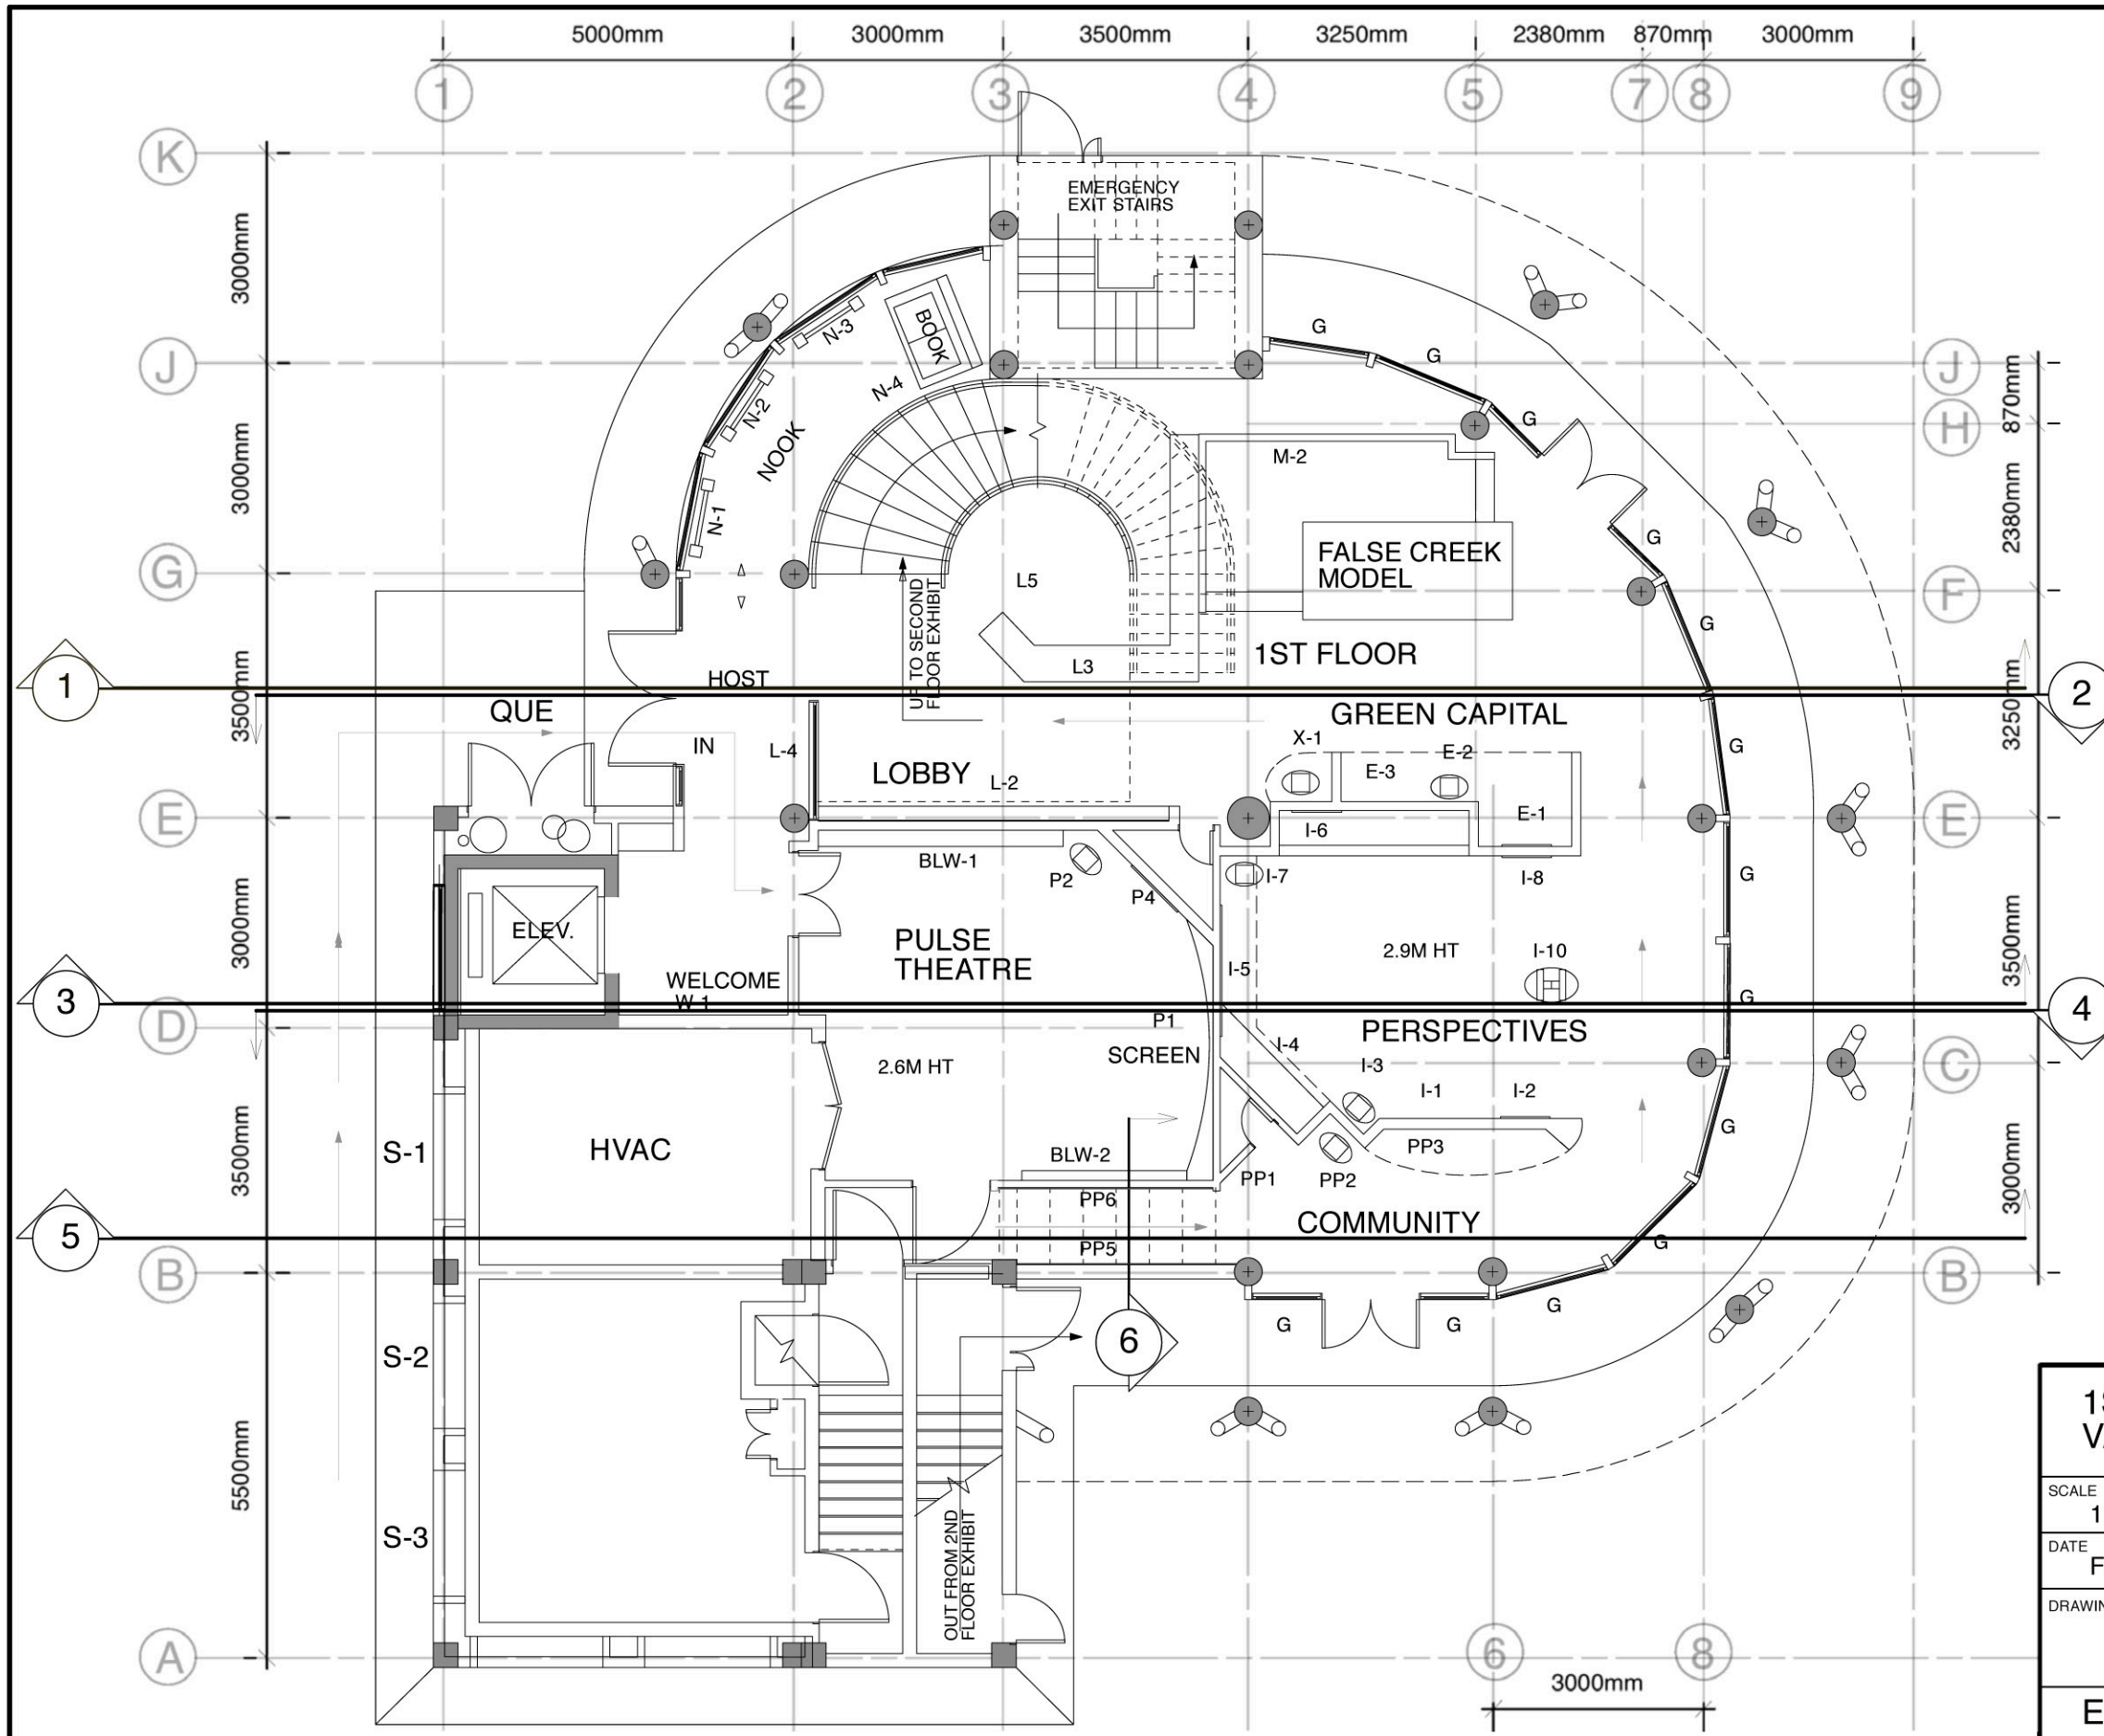 5000mm 3000mm 3500mm 3250mm 2380mm 870mm 3000mm
1 2 3 4 5 7 8 9
K
EMERGENCY
EXIT STAIRS
3000mm
N-3
BOOK
G
J
G
J
N-4
N-2
870mm
G
H
NOOK
M-2
3000mm
N-1
2380mm
G
FALSE CREEK
MODEL
G
L5
F
UP TO SECOND
FLOOR EXHIBIT
G
1ST FLOOR
L3
HOST
1
2
3500mm
3250mm
QUE
GREEN CAPITAL
IN
L-4
X-1
E-2
G
LOBBY
L-2
E-3
E
E-1
E
I-6
BLW-1
P2
I-7
I-8
G
P4
ELEV.
PULSE
THEATRE
2.9M HT
I-10
3000mm
3500mm
I-5
WELCOME
W-1
G
3
4
D
P1
PERSPECTIVES
SCREEN
I-4
2.6M HT
I-3
C
I-1
I-2
G
S-1
HVAC
BLW-2
PP3
3500mm
3000mm
PP1
PP2
PP6
COMMUNITY
5
PP5
G
B
B
G
G
G
6
S-2
5500mm
S-3
OUT FROM 2ND
FLOOR EXHIBIT
A
6
8
3000mm
SCALE
1
DATE
F
E